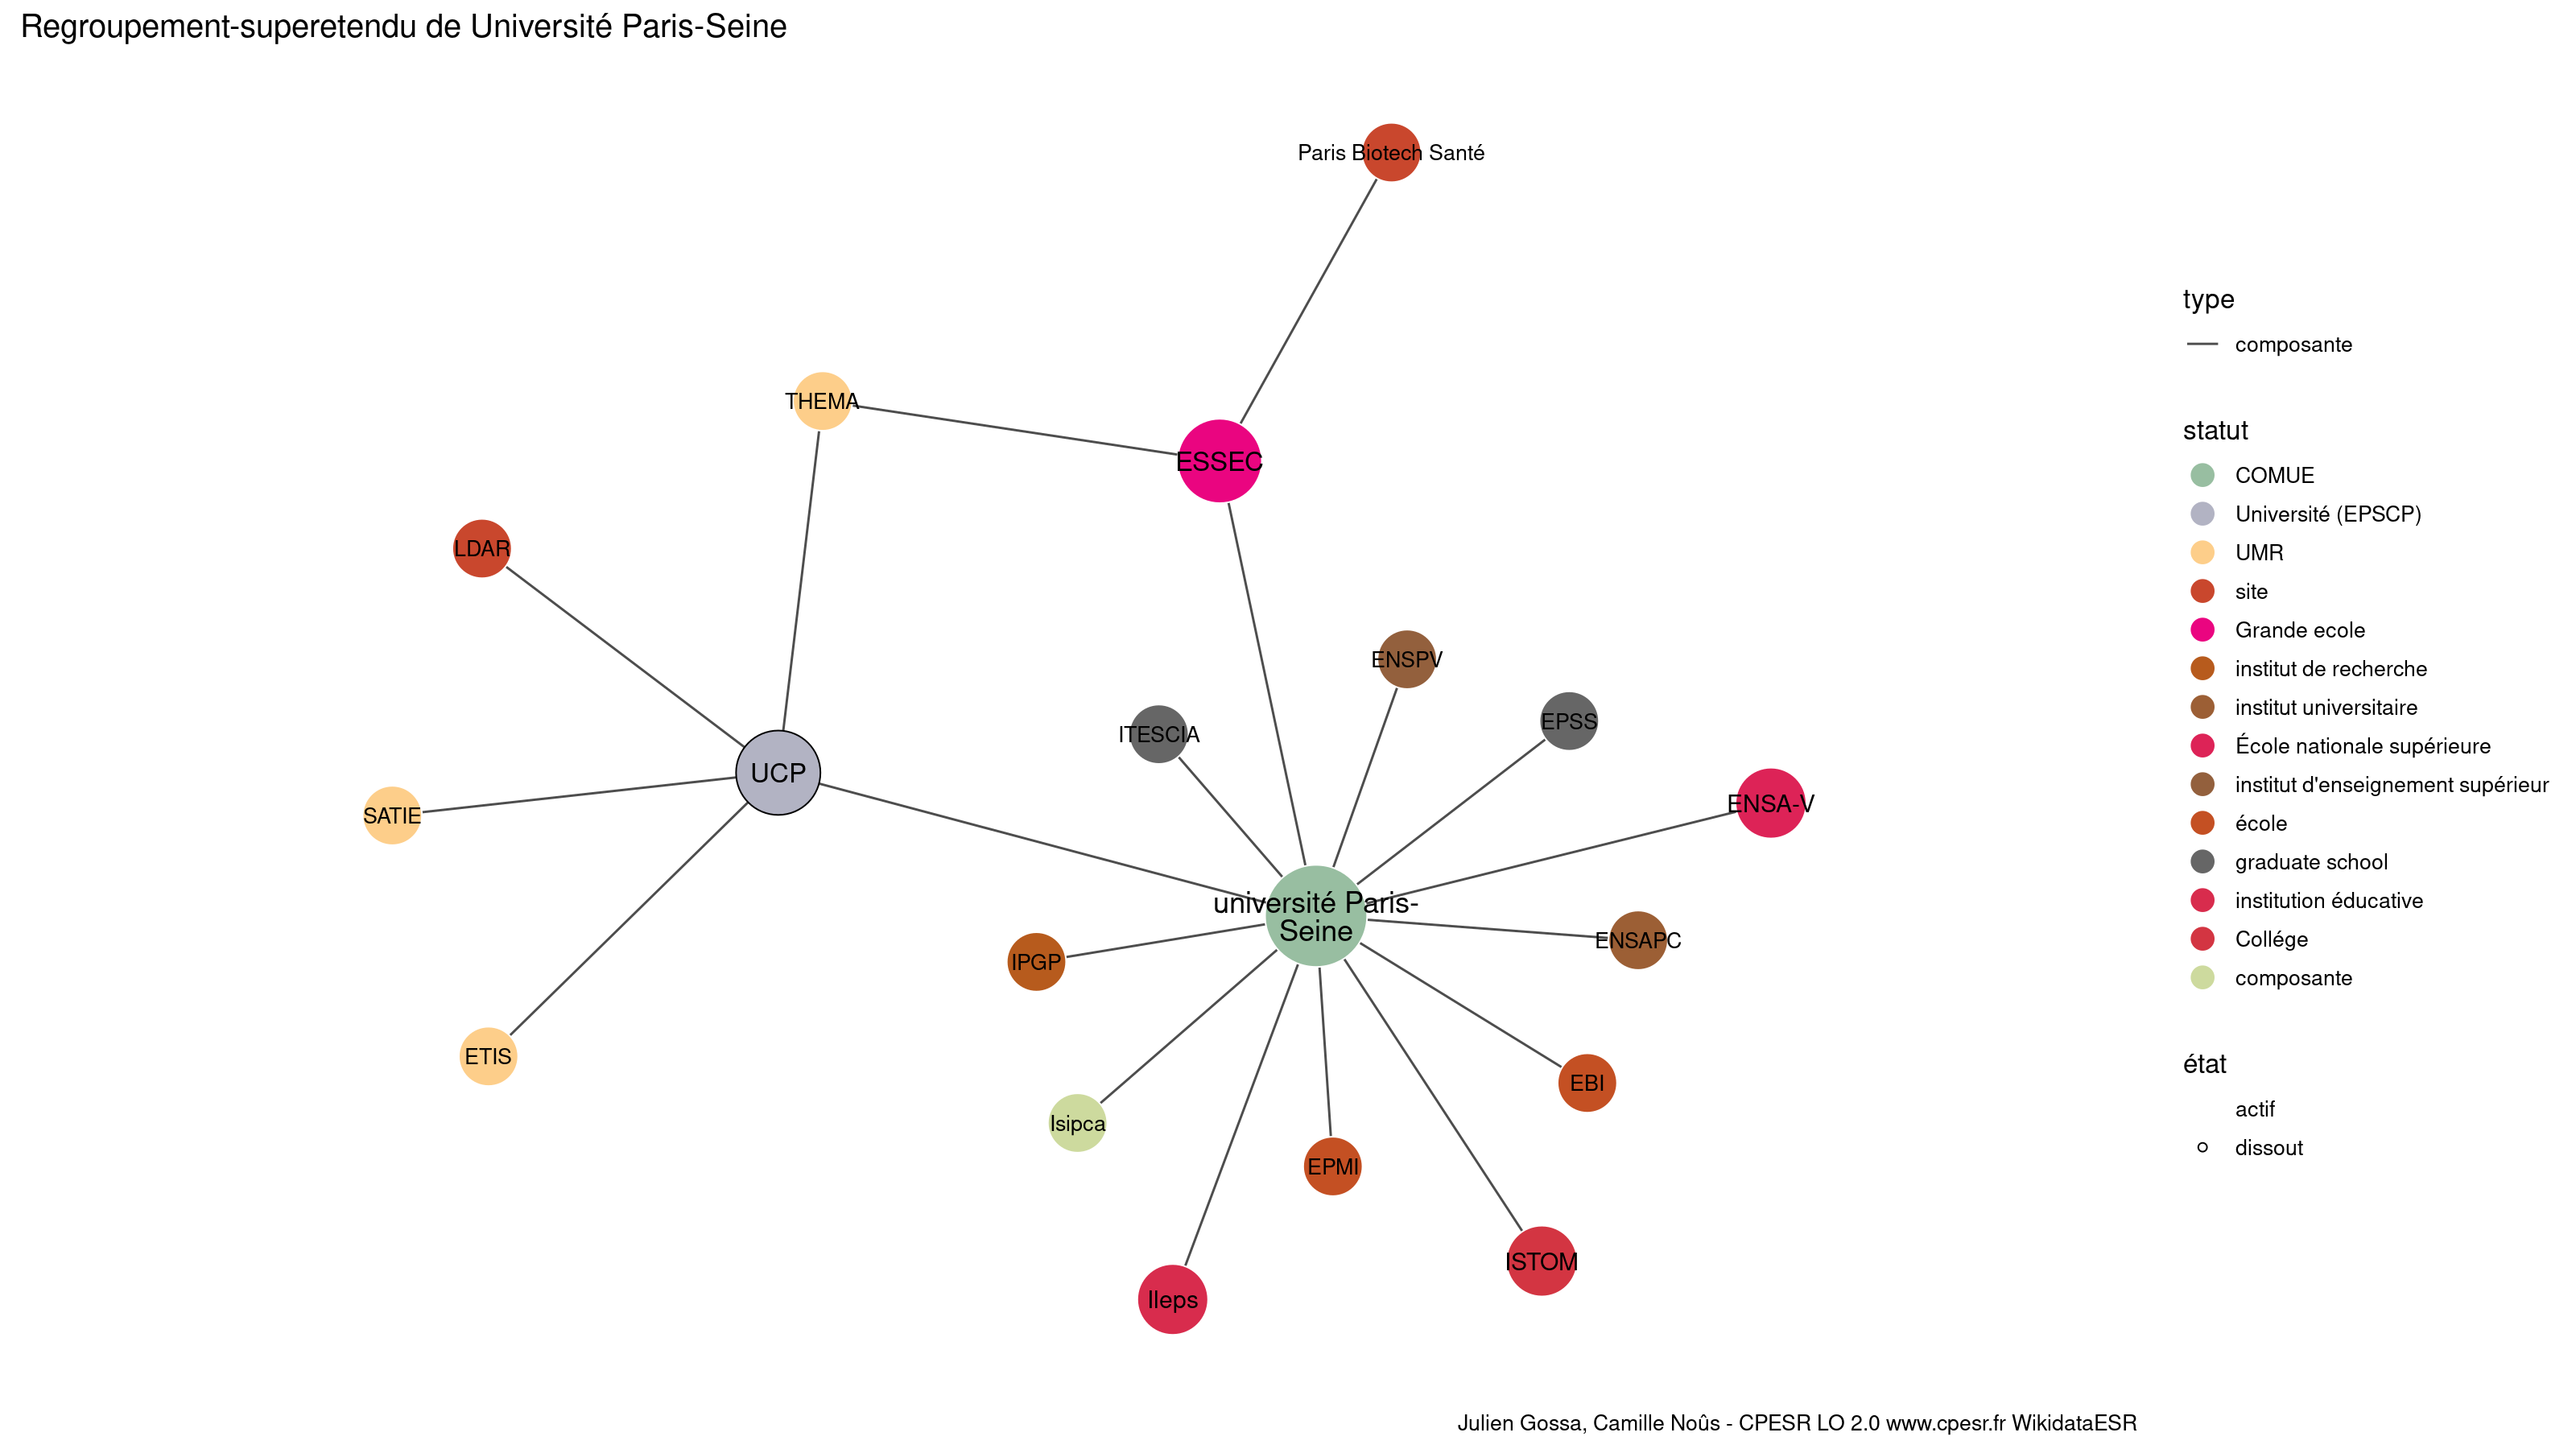 Regroupement-superetendu de Université Paris-Seine
Paris Biotech Santé
THEMA
ESSEC
LDAR
ENSPV
EPSS
ITESCIA
UCP
ENSA-V
SATIE
université Paris-
Seine
ENSAPC
IPGP
ETIS
EBI
Isipca
EPMI
ISTOM
Ileps
type
composante
statut
COMUE
Université (EPSCP)
UMR
site
Grande ecole
institut de recherche
institut universitaire
École nationale supérieure
institut d'enseignement supérieur
école
graduate school
institution éducative
Collége
composante
état
actif
dissout
Julien Gossa, Camille Noûs - CPESR LO 2.0 www.cpesr.fr WikidataESR